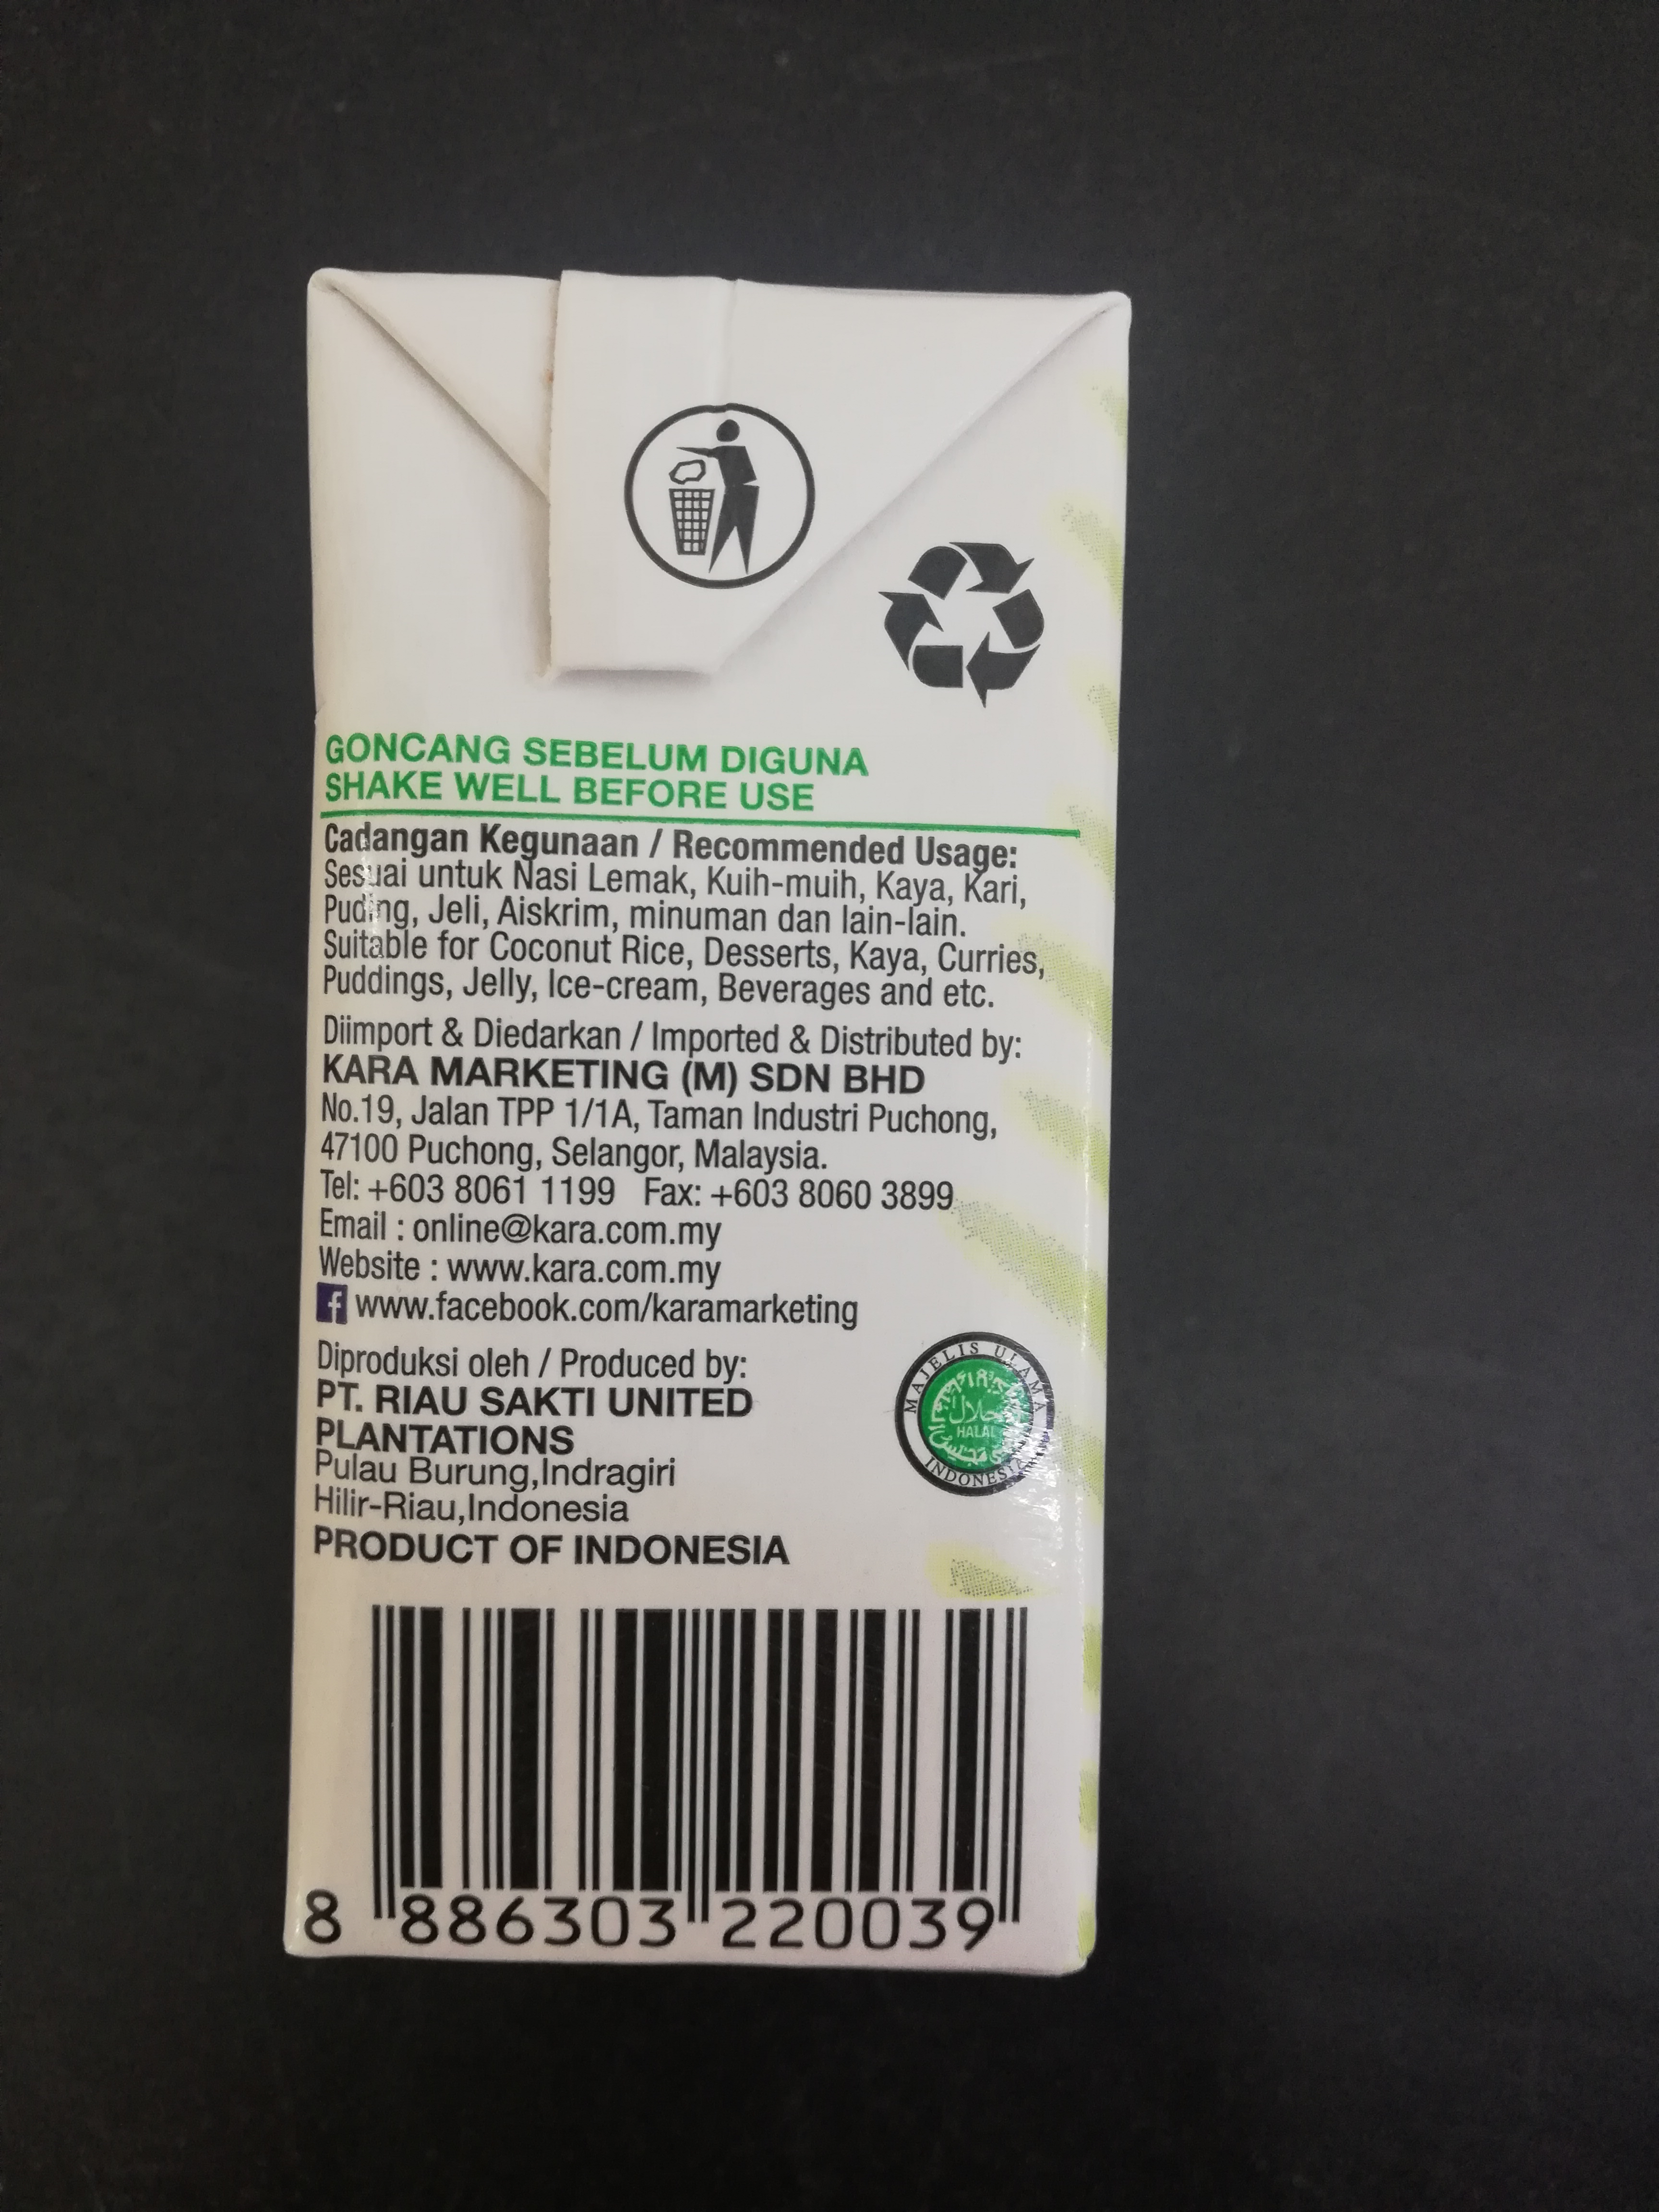 GONCANG SEBELUM DIGUNA
SHAKE WELL BEFORE USE
Cadangan Kegunaan / Recommended Usage:
Sesuai untuk Nasi Lemak, Kuih-muih, Kaya, Kari,
Puding, Jeli, Aiskrim, minuman dan lain-lain.
Suitable for Coconut Rice, Desserts, Kaya, Curries,
Puddings, Jelly, Ice-cream, Beverages and etc.
Diimport & Diedarkan / Imported & Distributed by:
KARA MARKETING (M) SDN BHD
No.19, Jalan TPP 1/1A, Taman Industri Puchong,
47100 Puchong, Selangor, Malaysia.
Tel: +603 8061 1199 Fax: +603 8060 3899
Email : online@kara.com.my
Website : www.kara.com.my
f www.facebook.com/karamarketing
Diproduksi oleh / Produced by:
PT. RIAU SAKTI UNITED
PLANTATIONS
Pulau Burung,Indragiri
Hilir-Riau,Indonesia
PRODUCT OF INDONESIA
MAJELIS ULAMA
حلال
HALAL
INDONESIA
8 886303 220039